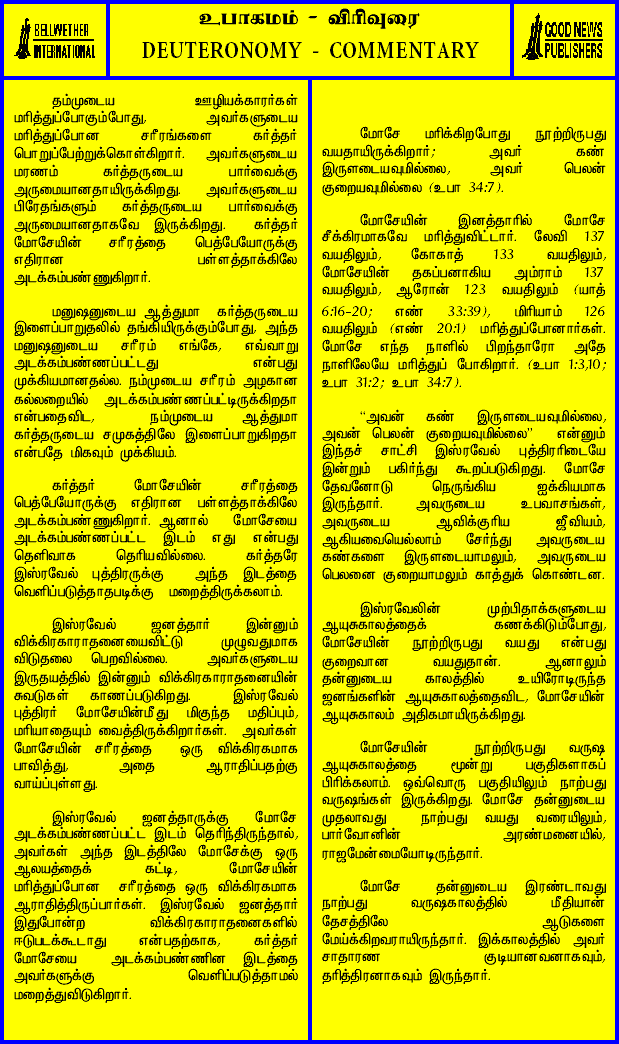 BELLWETHER
INTERNATIONAL
உபாகமம் - விரிவுரை
DEUTERONOMY - COMMENTARY
GOOD NEWS
PUBLISHERS
தம்முடைய ஊழியக்காரர்கள்
மரித்துப்போகும்போது, அவர்களுடைய
மரித்துப்போன சரீரங்களை கர்த்தர்
பொறுப்பேற்றுக்கொள்கிறார். அவர்களுடைய
மரணம் கர்த்தருடைய பார்வைக்கு
அருமையானதாயிருக்கிறது. அவர்களுடைய
பிரேதங்களும் கர்த்தருடைய பார்வைக்கு
அருமையானதாகவே இருக்கிறது. கர்த்தர்
மோசேயின் சரீரத்தை பெத்பேயோருக்கு
எதிரான பள்ளத்தாக்கிலே
அடக்கம்பண்ணுகிறார்.
மனுஷனுடைய ஆத்துமா கர்த்தருடைய
இளைப்பாறுதலில் தங்கியிருக்கும்போது, அந்த
மனுஷனுடைய சரீரம் எங்கே, எவ்வாறு
அடக்கம்பண்ணப்பட்டது என்பது
முக்கியமானதல்ல. நம்முடைய சரீரம் அழகான
கல்லறையில் அடக்கம்பண்ணப்பட்டிருக்கிறதா
என்பதைவிட, நம்முடைய ஆத்துமா
கர்த்தருடைய சமுகத்திலே இளைப்பாறுகிறதா
என்பதே மிகவும் முக்கியம்.
கர்த்தர் மோசேயின் சரீரத்தை
பெத்பேயோருக்கு எதிரான பள்ளத்தாக்கிலே
அடக்கம்பண்ணுகிறார். ஆனால் மோசேயை
அடக்கம்பண்ணப்பட்ட இடம் எது என்பது
தெளிவாக தெரியவில்லை. கர்த்தரே
இஸ்ரவேல் புத்திரருக்கு அந்த இடத்தை
வெளிப்படுத்தாதபடிக்கு மறைத்திருக்கலாம்.
இஸ்ரவேல் ஜனத்தார் இன்னும்
விக்கிரகாராதனையைவிட்டு முழுவதுமாக
விடுதலை பெறவில்லை. அவர்களுடைய
இருதயத்தில் இன்னும் விக்கிரகாராதனையின்
சுவடுகள் காணப்படுகிறது. இஸ்ரவேல்
புத்திரர் மோசேயின்மீது மிகுந்த மதிப்பும்,
மரியாதையும் வைத்திருக்கிறார்கள். அவர்கள்
மோசேயின் சரீரத்தை ஒரு விக்கிரகமாக
பாவித்து, அதை ஆராதிப்பதற்கு
வாய்ப்புள்ளது.
இஸ்ரவேல் ஜனத்தாருக்கு மோசே
அடக்கம்பண்ணப்பட்ட இடம் தெரிந்திருந்தால்,
அவர்கள் அந்த இடத்திலே மோசேக்கு ஒரு
ஆலயத்தைக் கட்டி, மோசேயின்
மரித்துப்போன சரீரத்தை ஒரு விக்கிரகமாக
ஆராதித்திருப்பார்கள். இஸ்ரவேல் ஜனத்தார்
இதுபோன்ற விக்கிரகாராதனைகளில்
ஈடுபடக்கூடாது என்பதற்காக, கர்த்தர்
மோசேயை அடக்கம்பண்ணின இடத்தை
அவர்களுக்கு வெளிப்படுத்தாமல்
மறைத்துவிடுகிறார்.
மோசே மரிக்கிறபோது நூற்றிருபது
வயதாயிருக்கிறார்; அவர் கண்
இருளடையவுமில்லை, அவர் பெலன்
குறையவுமில்லை (உபா 34:7).
மோசேயின் இனத்தாரில் மோசே
சீக்கிரமாகவே மரித்துவிட்டார். லேவி 137
வயதிலும், கோகாத் 133 வயதிலும்,
மோசேயின் தகப்பனாகிய அம்ராம் 137
வயதிலும், ஆரோன் 123 வயதிலும் (யாத்
6:16-20; எண் 33:39), மிரியாம் 126
வயதிலும் (எண் 20:1) மரித்துப்போனார்கள்.
மோசே எந்த நாளில் பிறந்தாரோ அதே
நாளிலேயே மரித்துப் போகிறார். (உபா 1:3,10;
உபா 31:2; உபா 34:7).
“அவன் கண் இருளடையவுமில்லை,
அவன் பெலன் குறையவுமில்லை” என்னும்
இந்தச் சாட்சி இஸ்ரவேல் புத்திரரிடையே
இன்றும் பகிர்ந்து கூறப்படுகிறது. மோசே
தேவனோடு நெருங்கிய ஐக்கியமாக
இருந்தார். அவருடைய உபவாசங்கள்,
அவருடைய ஆவிக்குரிய ஜீவியம்,
ஆகியவையெல்லாம் சேர்ந்து அவருடைய
கண்களை இருளடையாமலும், அவருடைய
பெலனை குறையாமலும் காத்துக் கொண்டன.
இஸ்ரவேலின் முற்பிதாக்களுடைய
ஆயுசுகாலத்தைக் கணக்கிடும்போது,
மோசேயின் நூற்றிருபது வயது என்பது
குறைவான வயதுதான். ஆனாலும்
தன்னுடைய காலத்தில் உயிரோடிருந்த
ஜனங்களின் ஆயுசுகாலத்தைவிட, மோசேயின்
ஆயுசுகாலம் அதிகமாயிருக்கிறது.
மோசேயின் நூற்றிருபது வருஷ
ஆயுசுகாலத்தை மூன்று பகுதிகளாகப்
பிரிக்கலாம். ஒவ்வொரு பகுதியிலும் நாற்பது
வருஷங்கள் இருக்கிறது. மோசே தன்னுடைய
முதலாவது நாற்பது வயது வரையிலும்,
பார்வோனின் அரண்மனையில்,
ராஜமேன்மையோடிருந்தார்.
மோசே தன்னுடைய இரண்டாவது
நாற்பது வருஷகாலத்தில் மீதியான்
தேசத்திலே ஆடுகளை
மேய்க்கிறவராயிருந்தார். இக்காலத்தில் அவர்
சாதாரண குடியானவனாகவும்,
தரித்திரனாகவும் இருந்தார்.